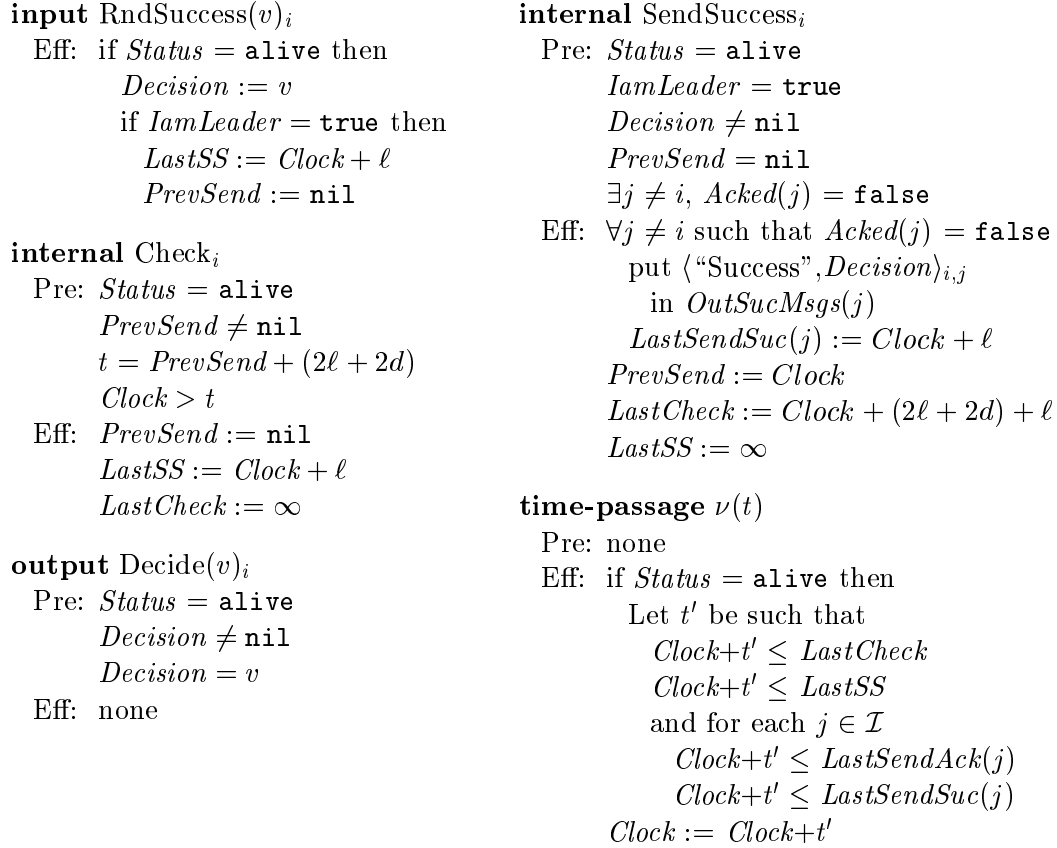 input RndSuccess(v)ᵢ
Eff: if Status = alive then
Decision := v
if IamLeader = true then
LastSS := Clock + ℓ
PrevSend := nil
internal Checkᵢ
Pre: Status = alive
PrevSend ≠ nil
t = PrevSend + (2ℓ + 2d)
Clock > t
Eff: PrevSend := nil
LastSS := Clock + ℓ
LastCheck := ∞
output Decide(v)ᵢ
Pre: Status = alive
Decision ≠ nil
Decision = v
Eff: none
internal SendSuccessᵢ
Pre: Status = alive
IamLeader = true
Decision ≠ nil
PrevSend = nil
∃j ≠ i, Acked(j) = false
Eff: ∀j ≠ i such that Acked(j) = false
put ⟨“Success”,Decision⟩ᵢ,ⱼ
in OutSucMsgs(j)
LastSendSuc(j) := Clock + ℓ
PrevSend := Clock
LastCheck := Clock + (2ℓ + 2d) + ℓ
LastSS := ∞
time-passage ν(t)
Pre: none
Eff: if Status = alive then
Let t′ be such that
Clock+t′ ≤ LastCheck
Clock+t′ ≤ LastSS
and for each j ∈ ℐ
Clock+t′ ≤ LastSendAck(j)
Clock+t′ ≤ LastSendSuc(j)
Clock := Clock+t′